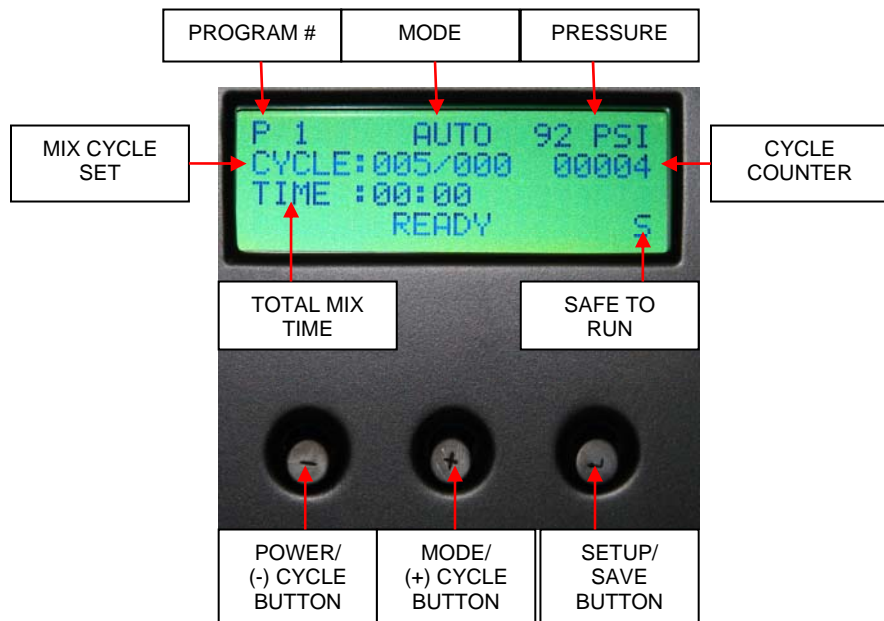 PROGRAM #
MODE
PRESSURE
MIX CYCLE
SET
P 1 AUTO 92 PSI
CYCLE:005/000 00004
TIME :00:00
READY S
CYCLE
COUNTER
TOTAL MIX
TIME
SAFE TO
RUN
-
+
↵
POWER/
(-) CYCLE
BUTTON
MODE/
(+) CYCLE
BUTTON
SETUP/
SAVE
BUTTON